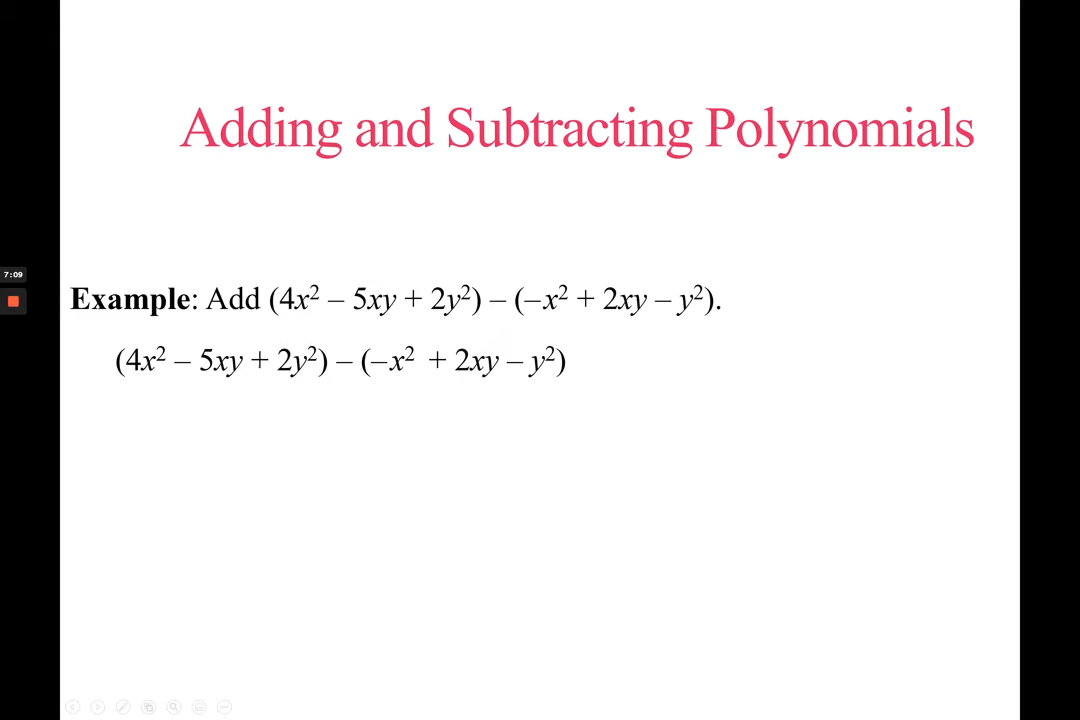 Adding and Subtracting Polynomials
7:09
Example: Add (4x² – 5xy + 2y²) – (–x² + 2xy – y²).
(4x² – 5xy + 2y²) – (–x² + 2xy – y²)